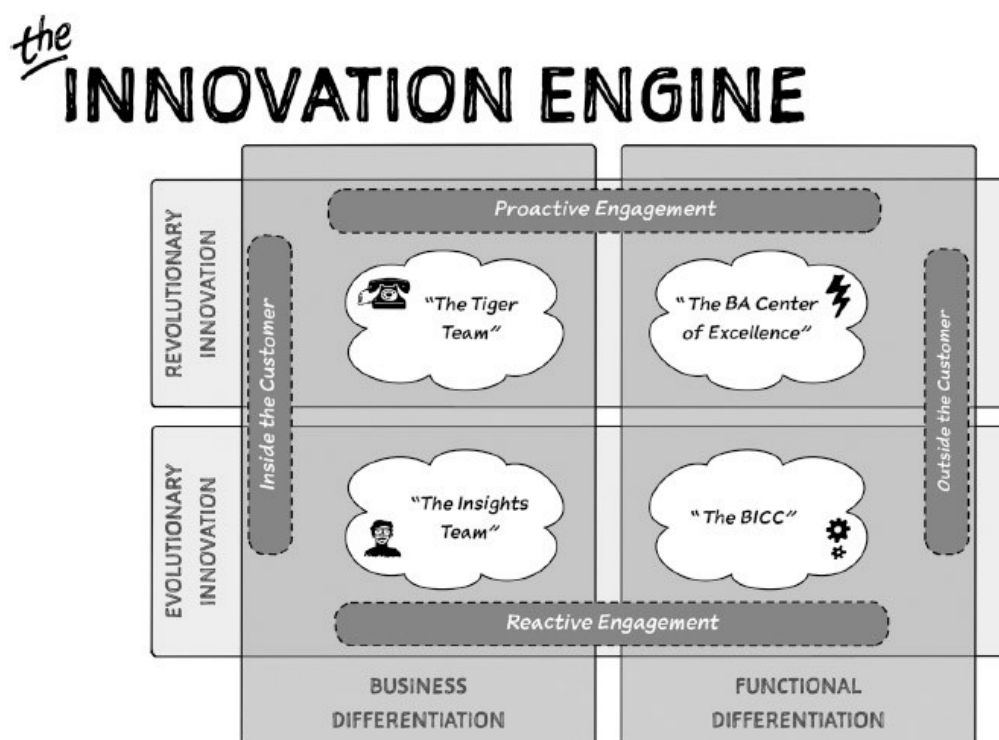 the
INNOVATION ENGINE
Proactive Engagement
REVOLUTIONARY
INNOVATION
Inside the Customer
"The Tiger
Team"
"The BA Center
of Excellence"
Outside the Customer
EVOLUTIONARY
INNOVATION
"The Insights
Team"
"The BICC"
Reactive Engagement
BUSINESS
DIFFERENTIATION
FUNCTIONAL
DIFFERENTIATION